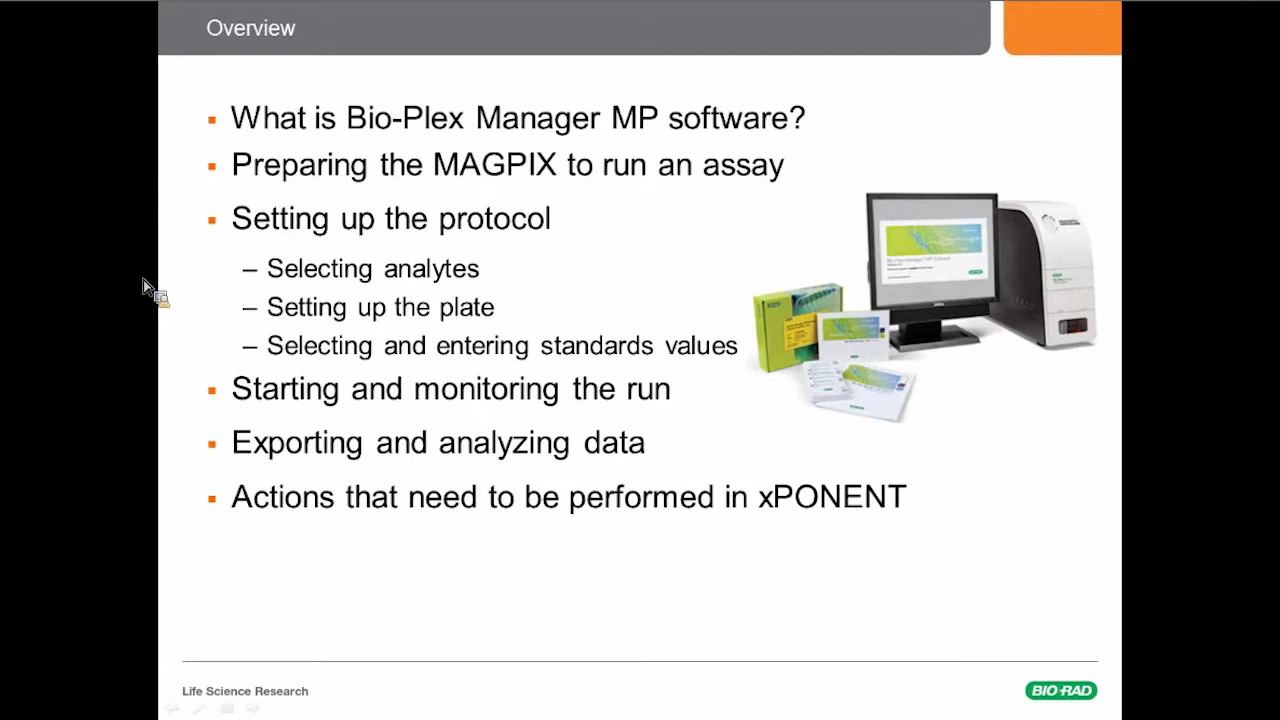 Overview
▪ What is Bio-Plex Manager MP software?
▪ Preparing the MAGPIX to run an assay
▪ Setting up the protocol
– Selecting analytes
– Setting up the plate
– Selecting and entering standards values
▪ Starting and monitoring the run
▪ Exporting and analyzing data
▪ Actions that need to be performed in xPONENT
Life Science Research
BIO-RAD